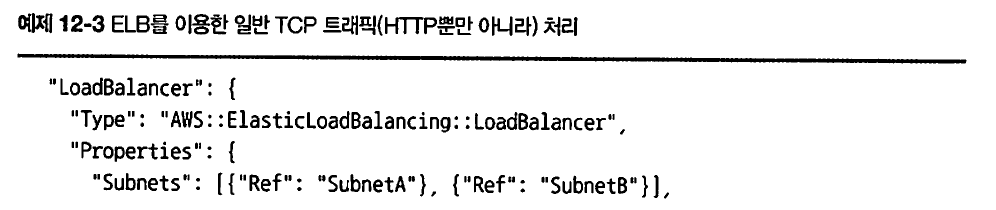 예제 12-3 ELB를 이용한 일반 TCP 트래픽(HTTP뿐만 아니라) 처리
"LoadBalancer": {
"Type": "AWS::ElasticLoadBalancing::LoadBalancer",
"Properties": {
"Subnets": [{"Ref": "SubnetA"}, {"Ref": "SubnetB"}],